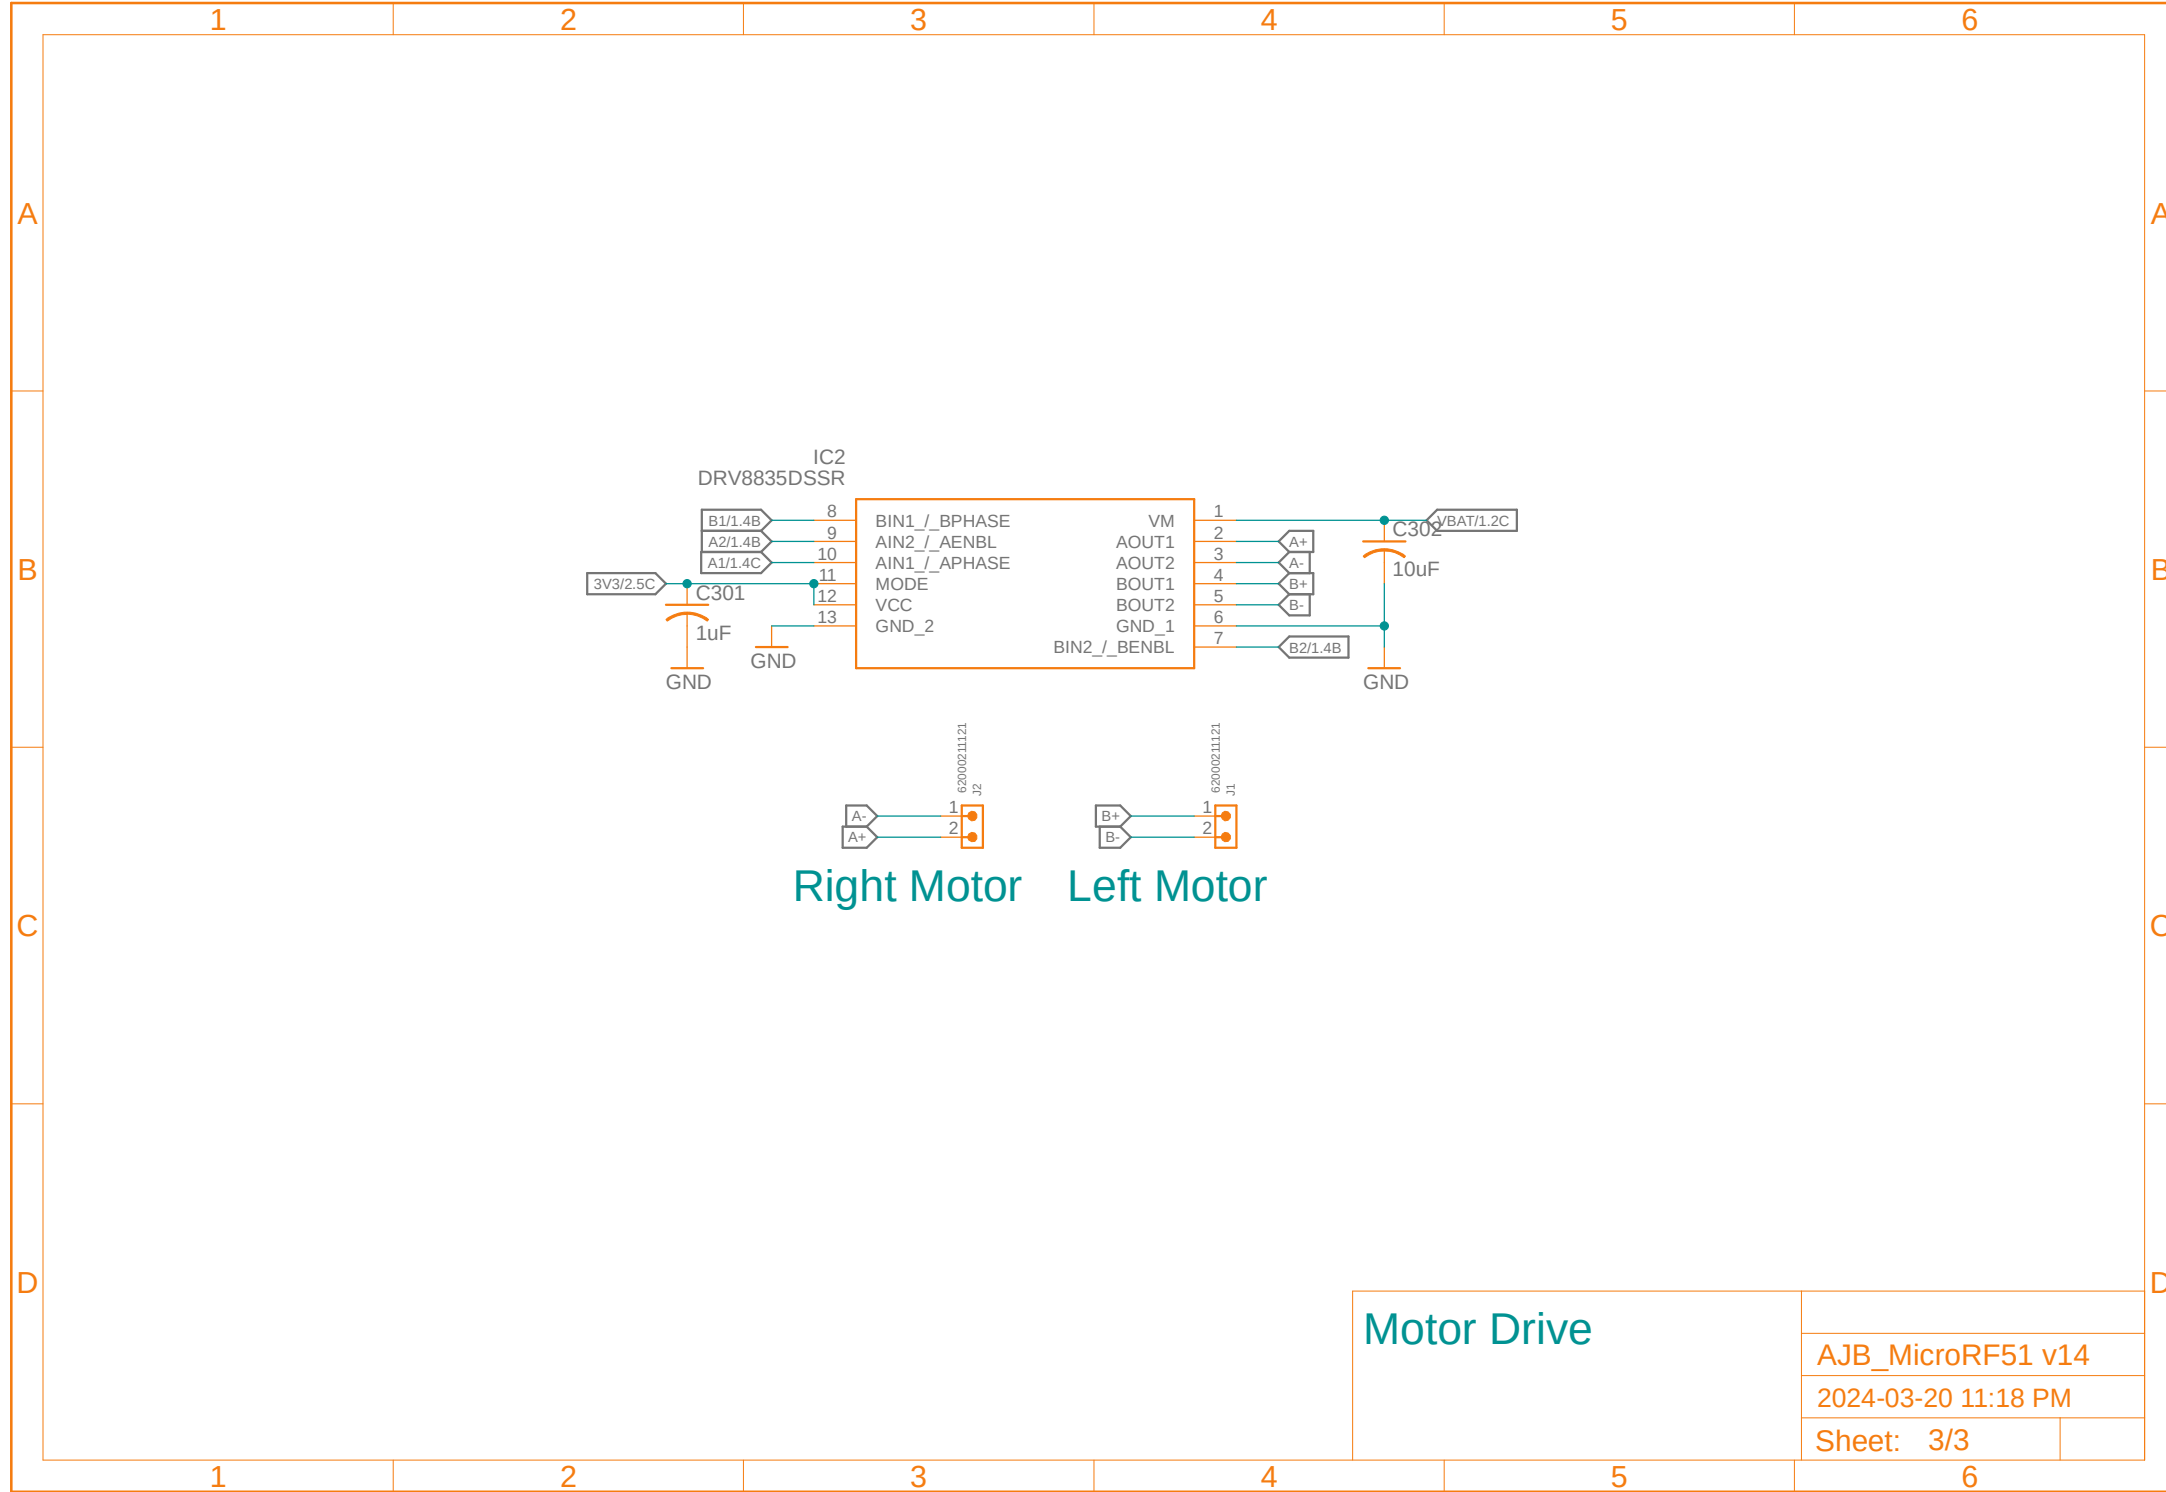 1 2 3 4 5 6
A A
B B
C C
D D
IC2
DRV8835DSSR
B1/1.4B 8 BIN1_/_BPHASE VM 1 VBAT/1.2C
A2/1.4B 9 AIN2_/_AENBL AOUT1 2 A+ C302
A1/1.4C 10 AIN1_/_APHASE AOUT2 3 A- 10uF
3V3/2.5C 11 MODE BOUT1 4 B+
C301 12 VCC BOUT2 5 B-
1uF 13 GND_2 GND_1 6
BIN2_/_BENBL 7 B2/1.4B
GND GND GND
62000211121 62000211121
J2 J1
A- 1 B+ 1
A+ 2 B- 2
Right Motor Left Motor
Motor Drive
AJB_MicroRF51 v14
2024-03-20 11:18 PM
Sheet: 3/3
1 2 3 4 5 6